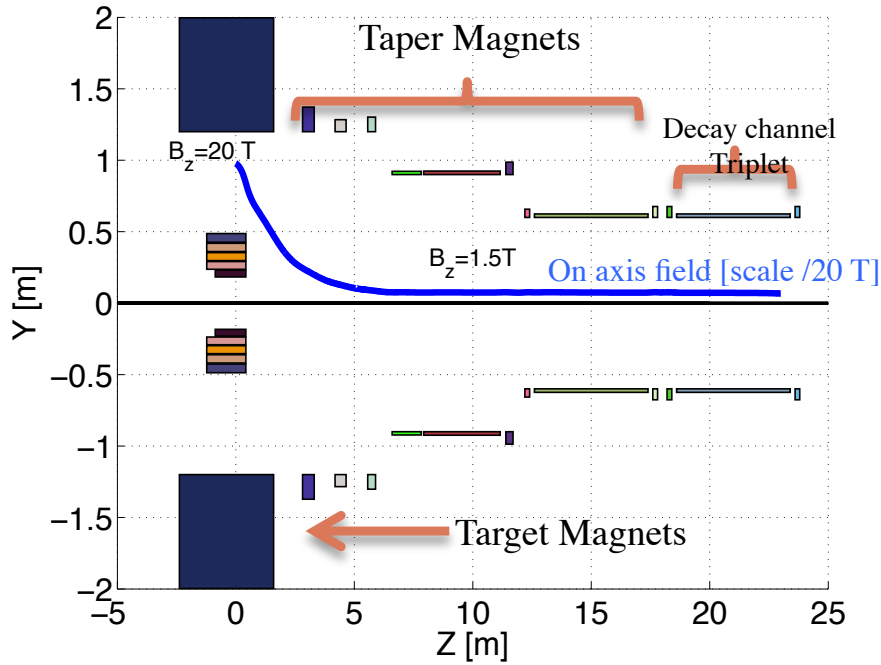 Taper Magnets
Decay channel
Triplet
B_z=20 T
B_z=1.5T
On axis field [scale /20 T]
Target Magnets
Y [m]
2
1.5
1
0.5
0
−0.5
−1
−1.5
−2
−5
0
5
10
15
20
25
Z [m]